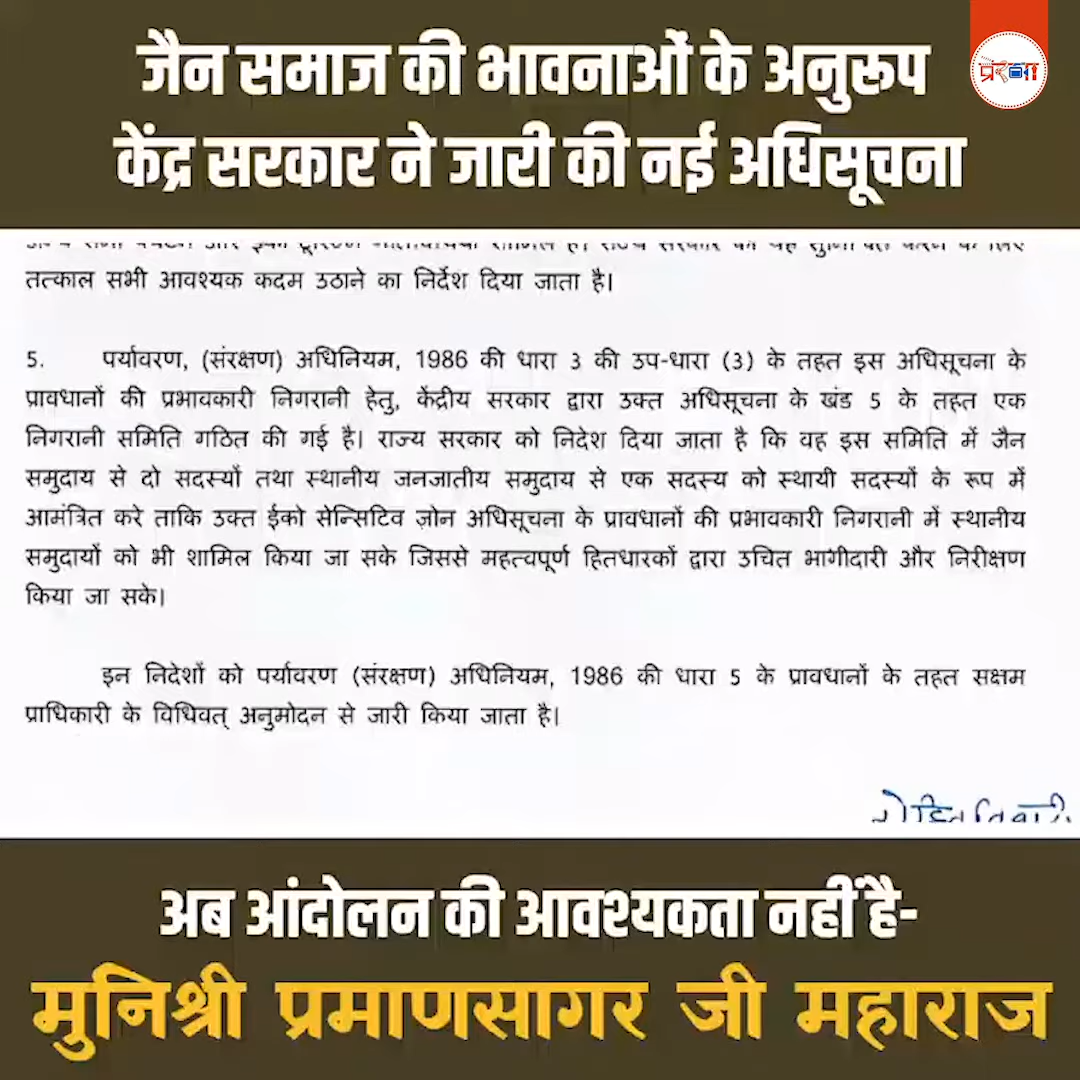 जैन समाज की भावनाओं के अनुरूप
केंद्र सरकार ने जारी की नई अधिसूचना
तत्काल सभी आवश्यक कदम उठाने का निर्देश दिया जाता है।
5. पर्यावरण, (संरक्षण) अधिनियम, 1986 की धारा 3 की उप-धारा (3) के तहत इस अधिसूचना के
प्रावधानों की प्रभावकारी निगरानी हेतु, केंद्रीय सरकार द्वारा उक्त अधिसूचना के खंड 5 के तहत एक
निगरानी समिति गठित की गई है। राज्य सरकार को निदेश दिया जाता है कि वह इस समिति में जैन
समुदाय से दो सदस्यों तथा स्थानीय जनजातीय समुदाय से एक सदस्य को स्थायी सदस्यों के रूप में
आमंत्रित करे ताकि उक्त ईको सेन्सिटिव ज़ोन अधिसूचना के प्रावधानों की प्रभावकारी निगरानी में स्थानीय
समुदायों को भी शामिल किया जा सके जिससे महत्वपूर्ण हितधारकों द्वारा उचित भागीदारी और निरीक्षण
किया जा सके।
इन निदेशों को पर्यावरण (संरक्षण) अधिनियम, 1986 की धारा 5 के प्रावधानों के तहत सक्षम
प्राधिकारी के विधिवत् अनुमोदन से जारी किया जाता है।
अब आंदोलन की आवश्यकता नहीं है-
मुनिश्री प्रमाणसागर जी महाराज